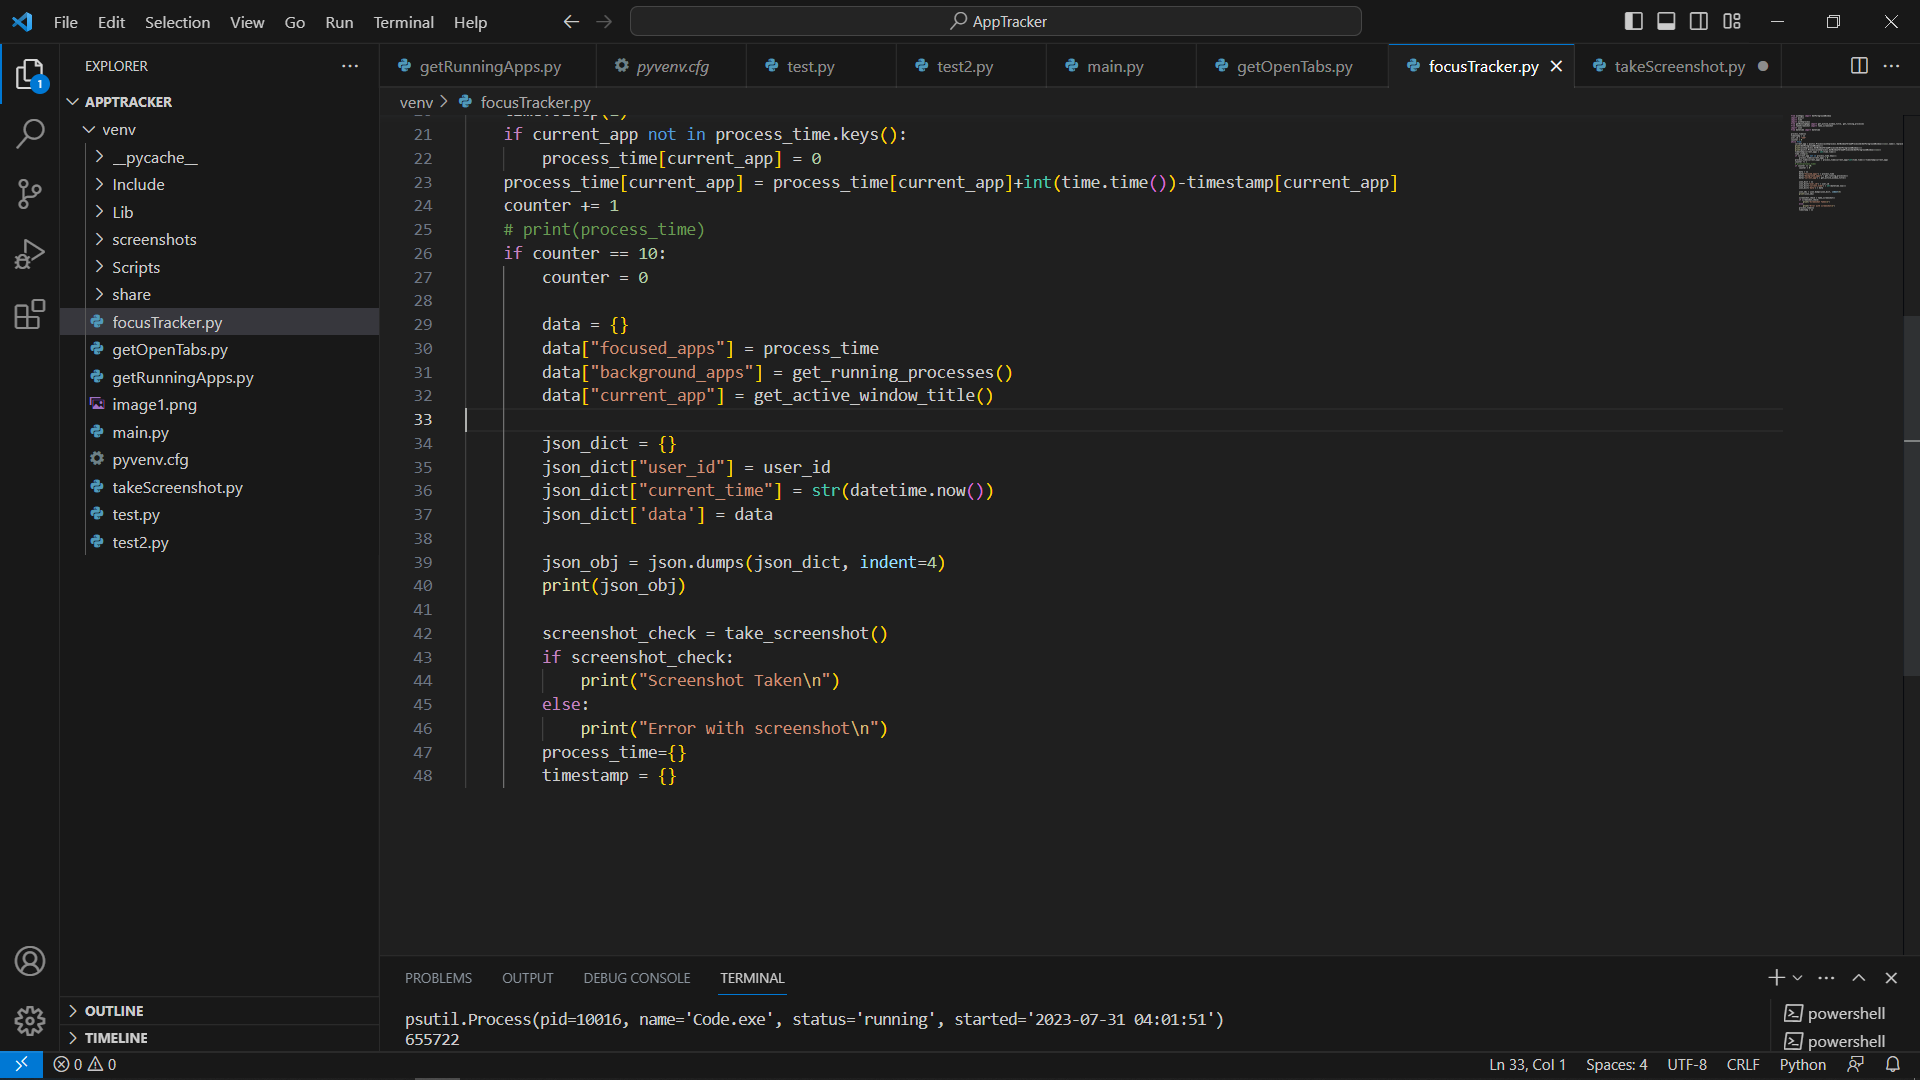 File Edit Selection View Go Run Terminal Help
AppTracker
EXPLORER
1
APPTRACKER
venv
__pycache__
Include
Lib
screenshots
Scripts
share
focusTracker.py
getOpenTabs.py
getRunningApps.py
image1.png
main.py
pyvenv.cfg
takeScreenshot.py
test.py
test2.py
OUTLINE
TIMELINE
getRunningApps.py pyvenv.cfg test.py test2.py main.py getOpenTabs.py focusTracker.py takeScreenshot.py
venv > focusTracker.py
21 if current_app not in process_time.keys():
22 process_time[current_app] = 0
23 process_time[current_app] = process_time[current_app]+int(time.time())-timestamp[current_app]
24 counter += 1
25 # print(process_time)
26 if counter == 10:
27 counter = 0
28
29 data = {}
30 data["focused_apps"] = process_time
31 data["background_apps"] = get_running_processes()
32 data["current_app"] = get_active_window_title()
33
34 json_dict = {}
35 json_dict["user_id"] = user_id
36 json_dict["current_time"] = str(datetime.now())
37 json_dict['data'] = data
38
39 json_obj = json.dumps(json_dict, indent=4)
40 print(json_obj)
41
42 screenshot_check = take_screenshot()
43 if screenshot_check:
44 print("Screenshot Taken\n")
45 else:
46 print("Error with screenshot\n")
47 process_time={}
48 timestamp = {}
PROBLEMS OUTPUT DEBUG CONSOLE TERMINAL
psutil.Process(pid=10016, name='Code.exe', status='running', started='2023-07-31 04:01:51')
655722
powershell
powershell
0 0
Ln 33, Col 1 Spaces: 4 UTF-8 CRLF Python